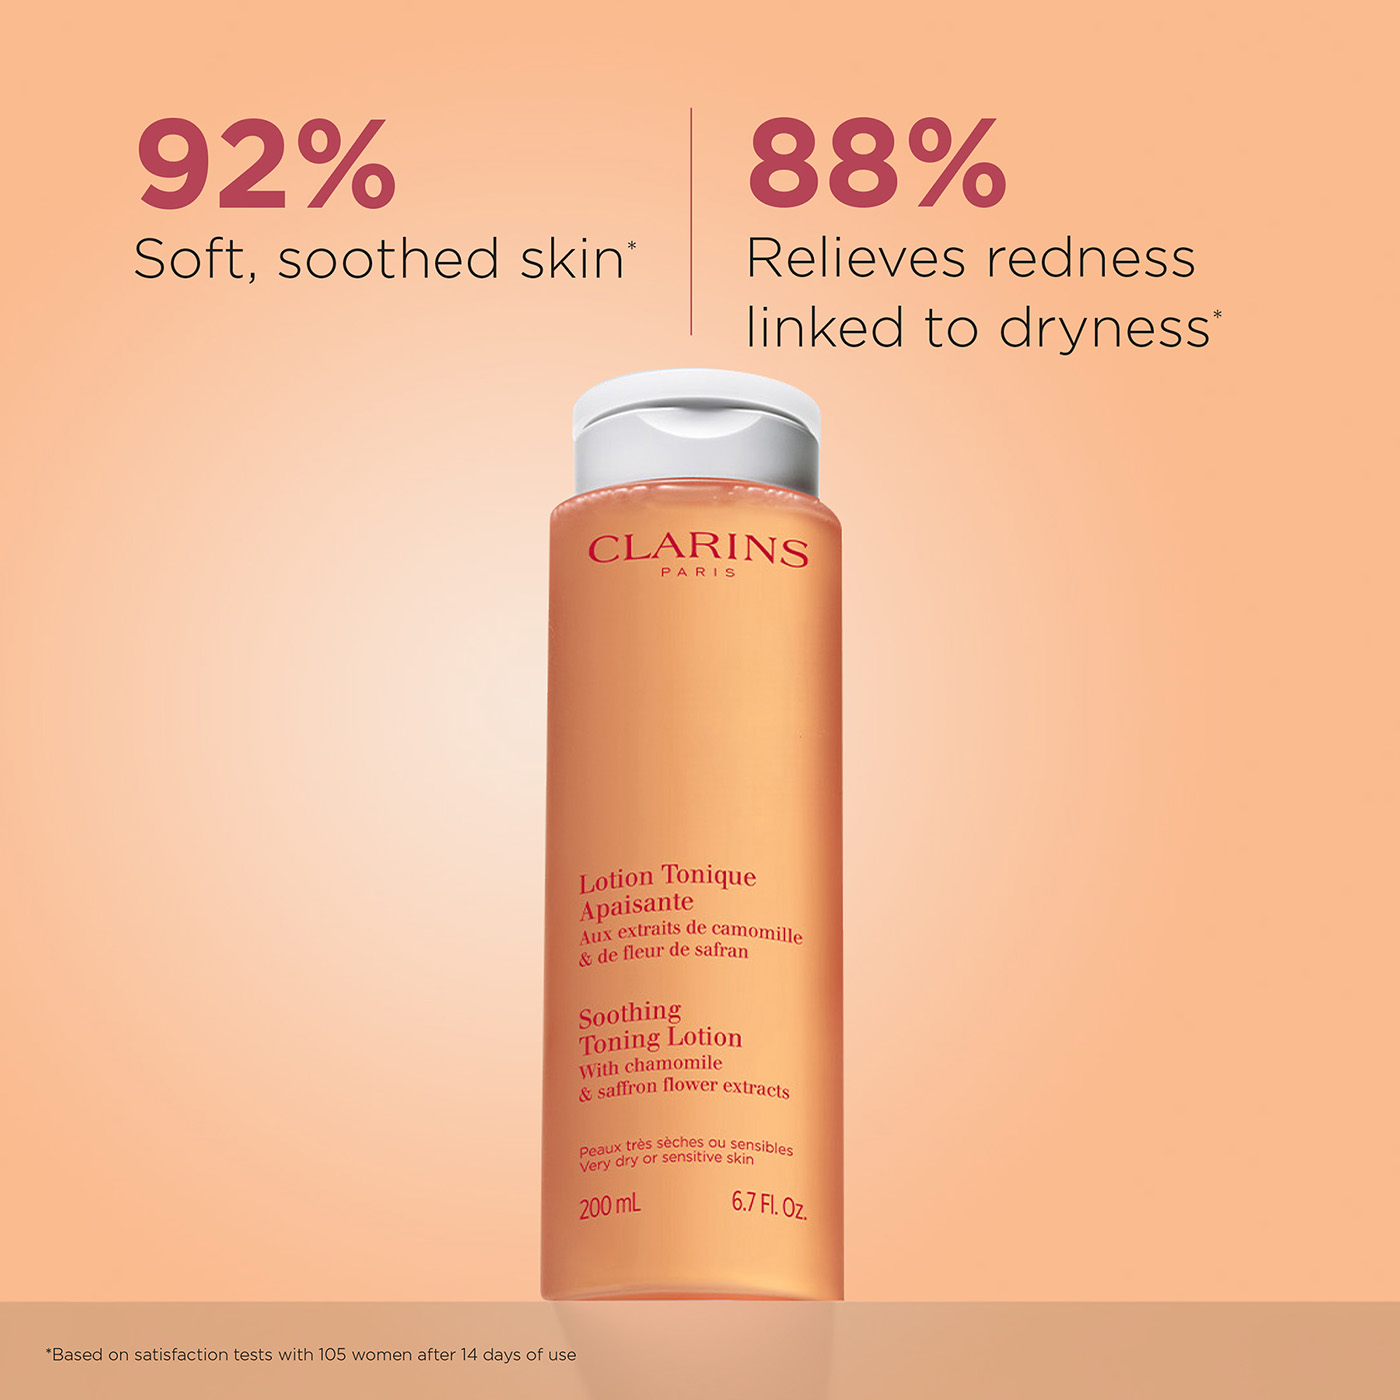 92%
Soft, soothed skin*
88%
Relieves redness
linked to dryness*
CLARINS
PARIS
Lotion Tonique
Apaisante
Aux extraits de camomille
& de fleur de safran
Soothing
Toning Lotion
With chamomile
& saffron flower extracts
Peaux très sèches ou sensibles
Very dry or sensitive skin
200 mL 6.7 Fl. Oz.
*Based on satisfaction tests with 105 women after 14 days of use